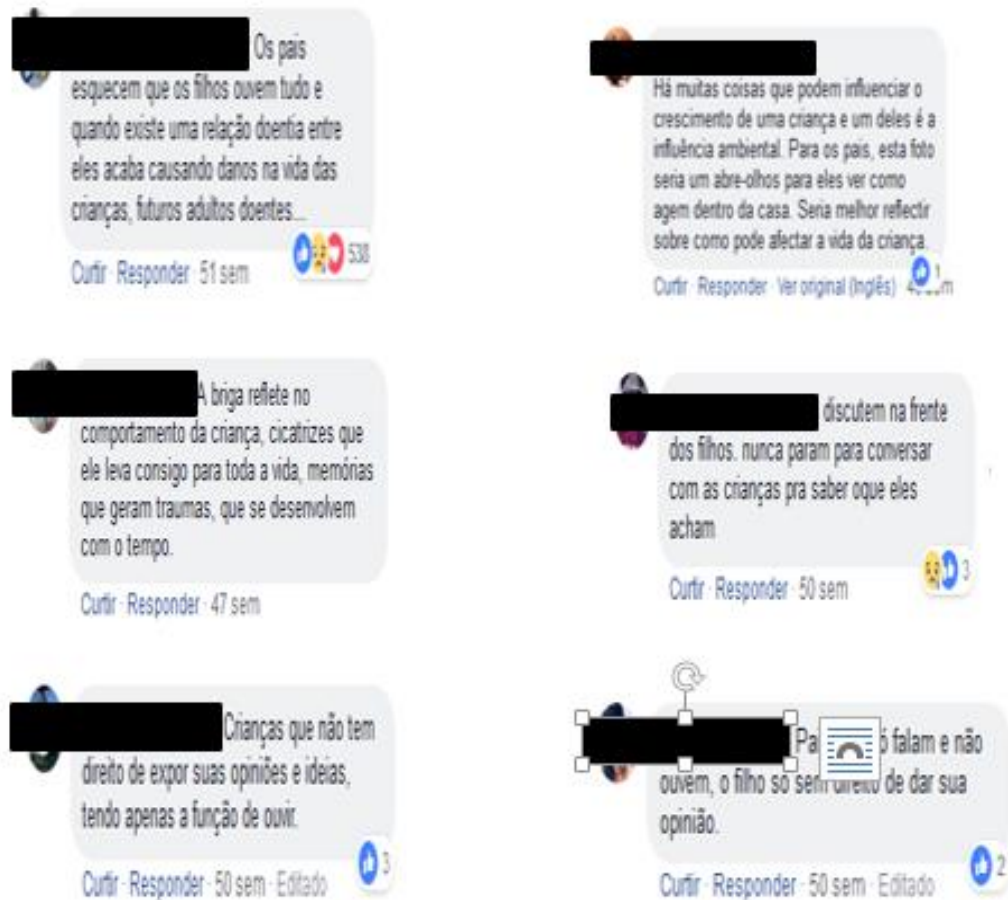 Os pais
esquecem que os filhos ouvem tudo e
quando existe uma relação doentia entre
eles acaba causando danos na vida das
crianças, futuros adultos doentes...
538
Curtir · Responder · 51 sem
Há muitas coisas que podem influenciar o
crescimento de uma criança e um deles é a
influência ambiental. Para os pais, esta foto
seria um abre-olhos para eles ver como
agem dentro da casa. Seria melhor reflectir
sobre como pode afectar a vida da criança.
1
Curtir · Responder · Ver original (Inglês) ·
A briga reflete no
comportamento da criança, cicatrizes que
ele leva consigo para toda a vida, memórias
que geram traumas, que se desenvolvem
com o tempo.
Curtir · Responder · 47 sem
discutem na frente
dos filhos. nunca param para conversar
com as crianças pra saber oque eles
acham
3
Curtir · Responder · 50 sem
Crianças que não tem
direito de expor suas opiniões e ideias,
tendo apenas a função de ouvir.
3
Curtir · Responder · 50 sem · Editado
falam e não
ouvem, o filho só sem direito de dar sua
opinião.
2
Curtir · Responder · 50 sem · Editado